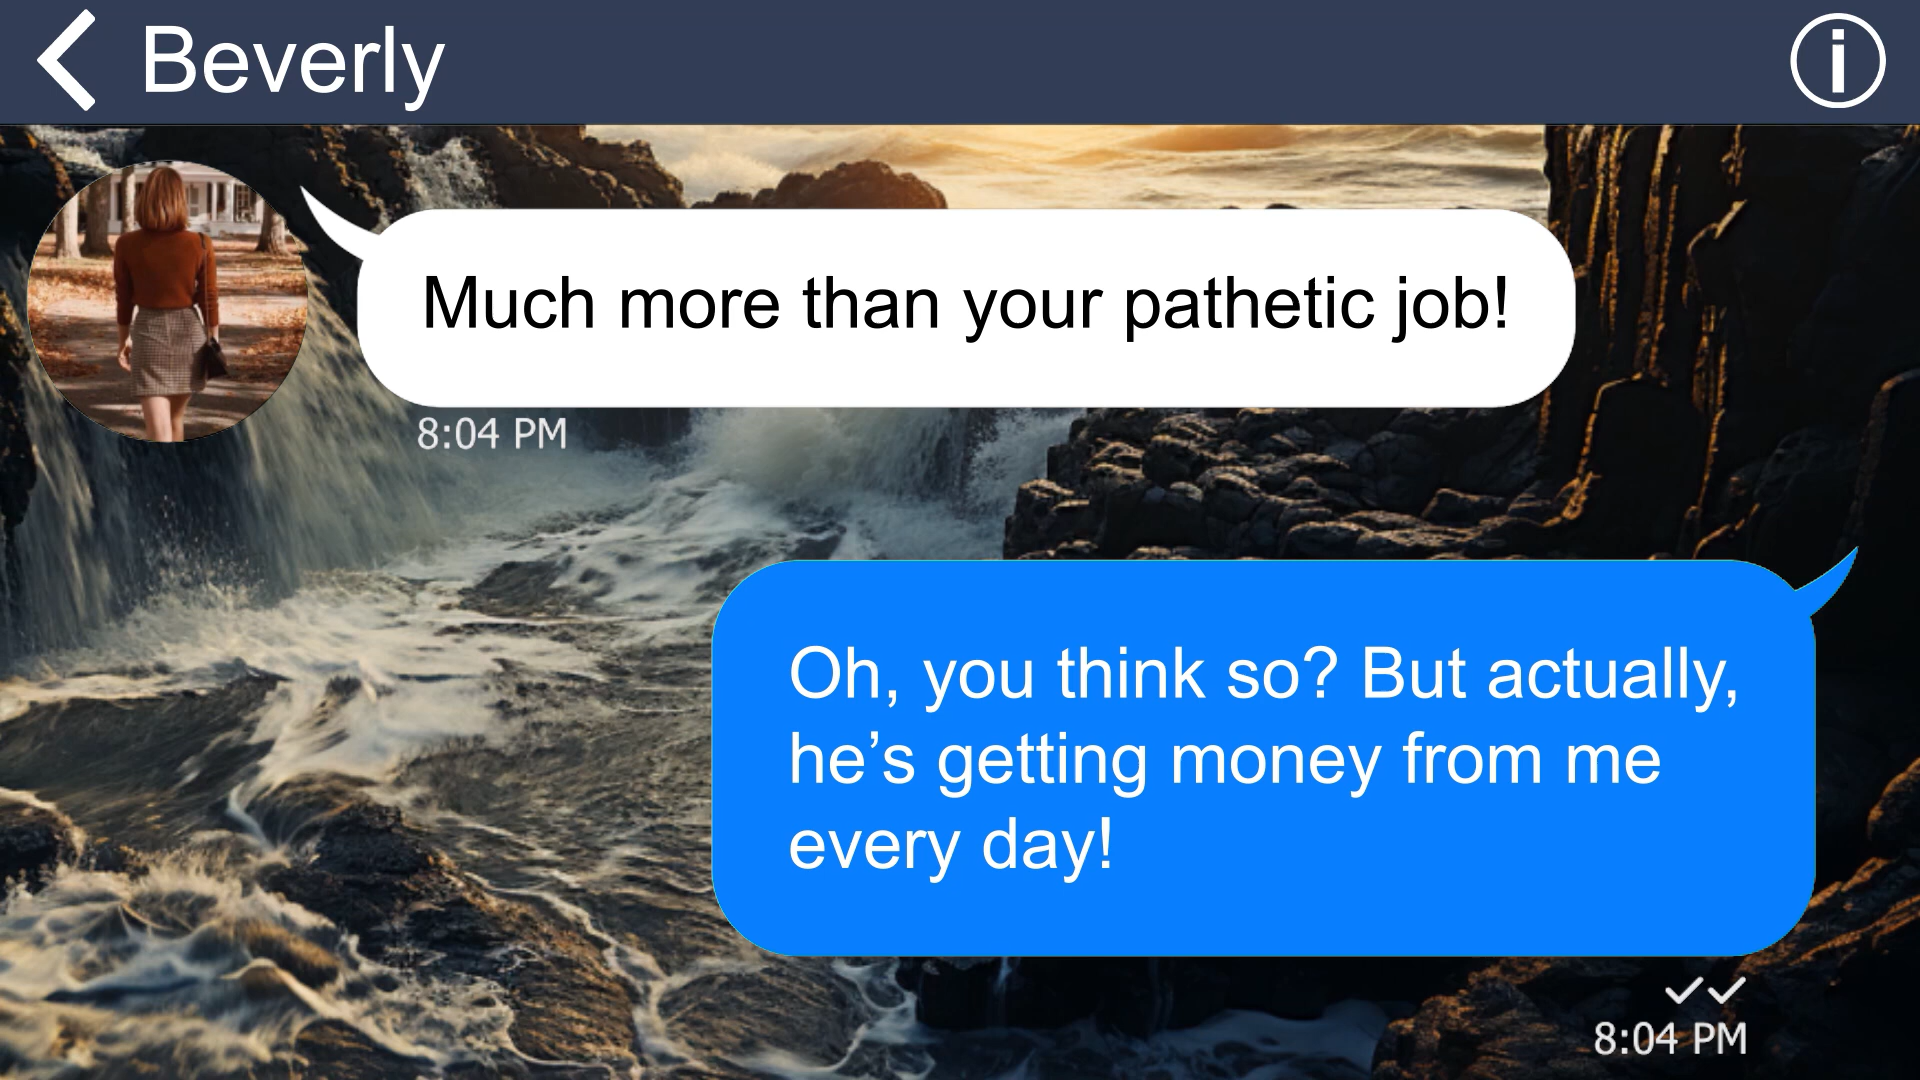 Beverly
Much more than your pathetic job!
8:04 PM
Oh, you think so? But actually,
he’s getting money from me
every day!
8:04 PM